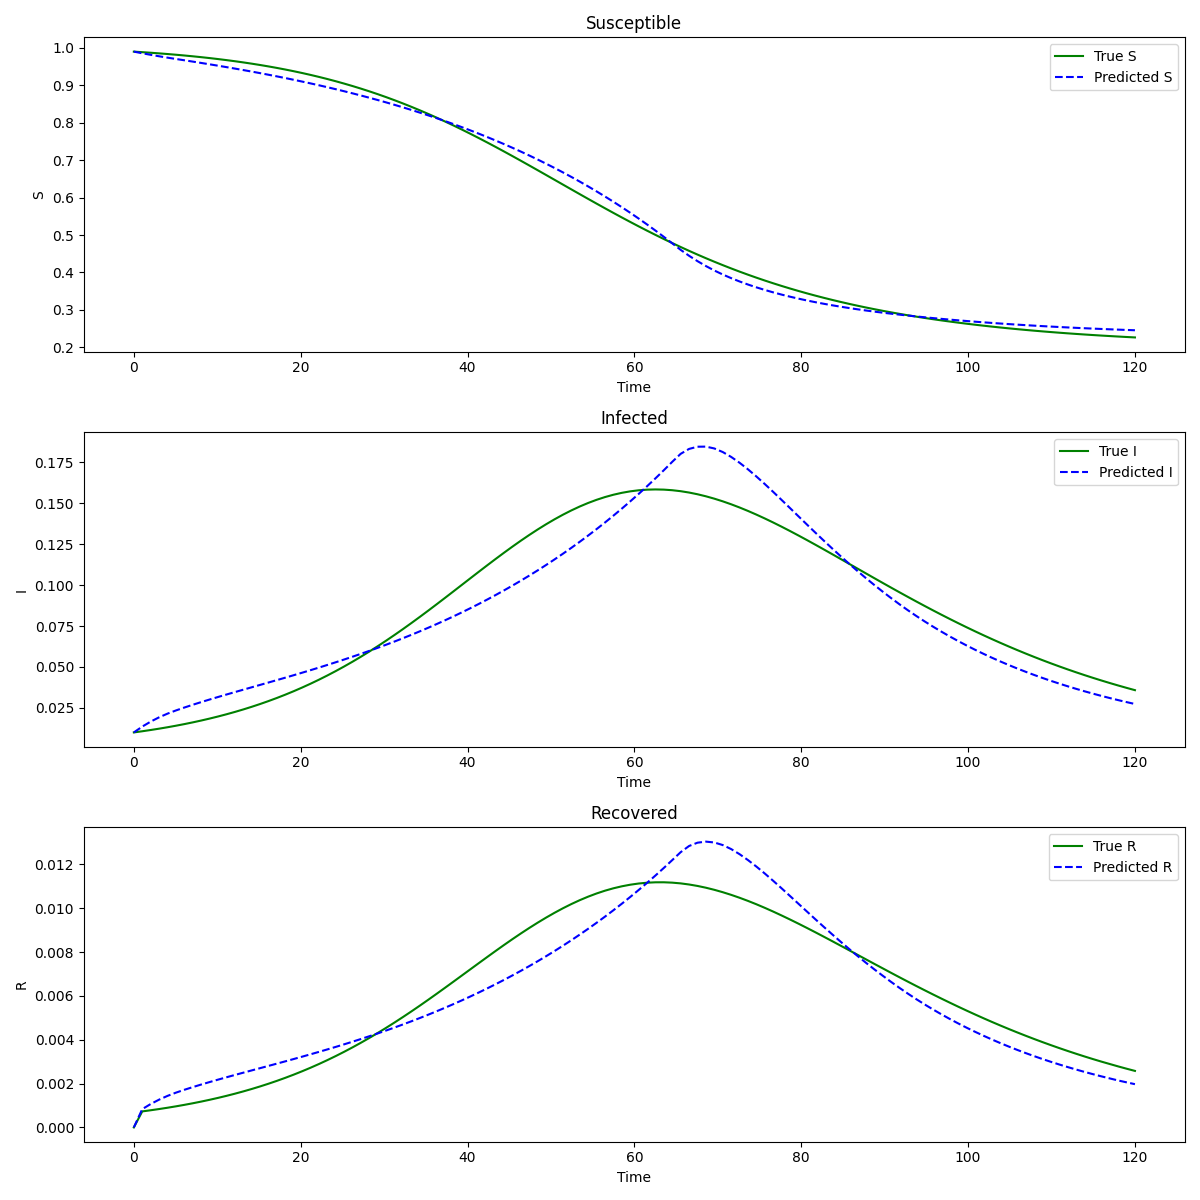 Susceptible
True S
Predicted S
1.0
0.9
0.8
0.7
0.6
0.5
0.4
0.3
0.2
S
0 20 40 60 80 100 120
Time
Infected
True I
Predicted I
0.175
0.150
0.125
0.100
0.075
0.050
0.025
I
0 20 40 60 80 100 120
Time
Recovered
True R
Predicted R
0.012
0.010
0.008
0.006
0.004
0.002
0.000
R
0 20 40 60 80 100 120
Time